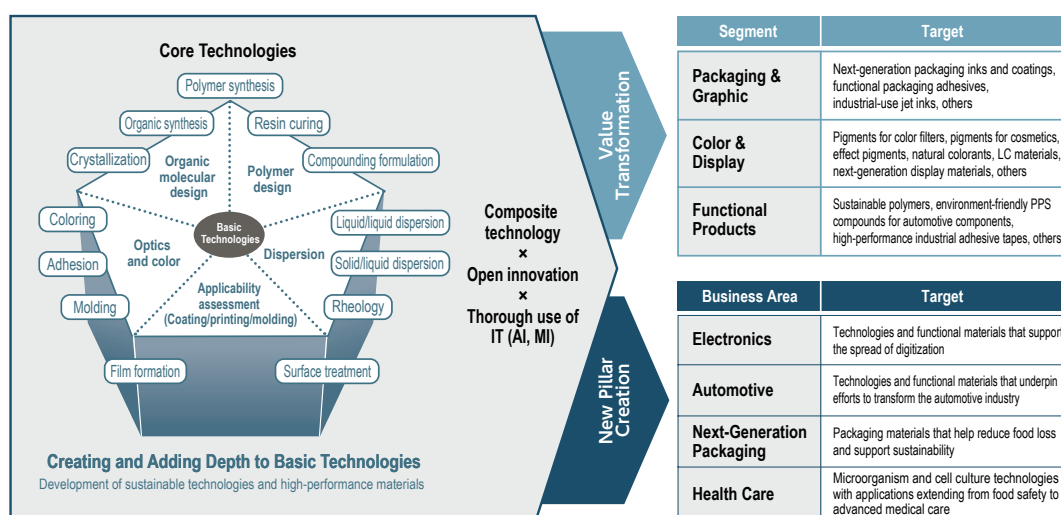 Core Technologies
Polymer synthesis
Organic synthesis
Resin curing
Crystallization
Compounding formulation
Organic
molecular
design
Polymer
design
Coloring
Liquid/liquid dispersion
Basic
Technologies
Optics
and color
Dispersion
Adhesion
Solid/liquid dispersion
Applicability
assessment
(Coating/printing/molding)
Molding
Rheology
Film formation
Surface treatment
Creating and Adding Depth to Basic Technologies
Development of sustainable technologies and high-performance materials
Composite
technology
×
Open innovation
×
Thorough use of
IT (AI, MI)
Value
Transformation
New Pillar
Creation
Segment
Target
Packaging &
Graphic
Next-generation packaging inks and coatings,
functional packaging adhesives,
industrial-use jet inks, others
Color &
Display
Pigments for color filters, pigments for cosmetics,
effect pigments, natural colorants, LC materials,
next-generation display materials, others
Functional
Products
Sustainable polymers, environment-friendly PPS
compounds for automotive components,
high-performance industrial adhesive tapes, others
Business Area
Target
Electronics
Technologies and functional materials that support
the spread of digitization
Automotive
Technologies and functional materials that underpin
efforts to transform the automotive industry
Next-Generation
Packaging
Packaging materials that help reduce food loss
and support sustainability
Health Care
Microorganism and cell culture technologies
with applications extending from food safety to
advanced medical care